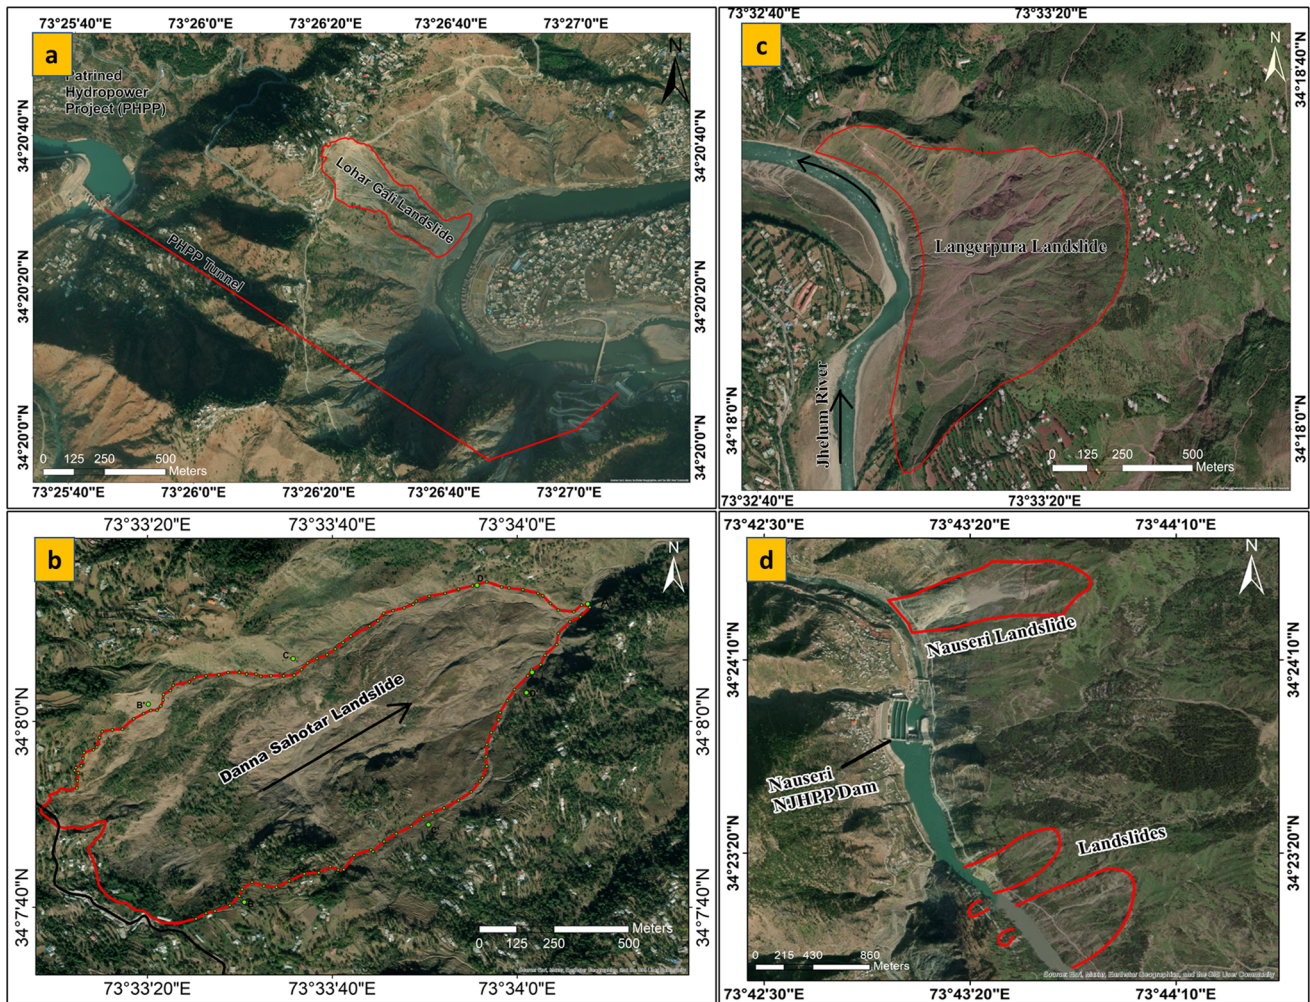 73°25'40"E 73°26'0"E 73°26'20"E 73°26'40"E 73°27'0"E
a
N
Patrined
Hydropower
Project (PHPP)
Lohar Gali Landslide
PHPP Tunnel
34°20'40"N
34°20'20"N
34°20'0"N
34°20'40"N
34°20'20"N
34°20'0"N
0 125 250 500
Meters
73°25'40"E 73°26'0"E 73°26'20"E 73°26'40"E 73°27'0"E
73°32'40"E 73°33'20"E
c
N
Langerpura Landslide
Jhelum River
34°18'0"N
34°18'40"N
34°18'0"N
0 125 250 500
Meters
73°32'40"E 73°33'20"E
73°33'20"E 73°33'40"E 73°34'0"E
b
N
D'
C'
B'
Danna Sahotar Landslide
34°8'0"N
34°7'40"N
Meters
0 125 250 500
73°33'20"E 73°33'40"E 73°34'0"E
73°42'30"E 73°43'20"E 73°44'10"E
d
N
Nauseri Landslide
Nauseri
NJHPP Dam
Landslides
34°24'10"N
34°23'20"N
34°24'10"N
34°23'20"N
0 215 430 860
Meters
Source: Esri, Maxar, Earthstar Geographics, and the GIS User Community
73°42'30"E 73°43'20"E 73°44'10"E